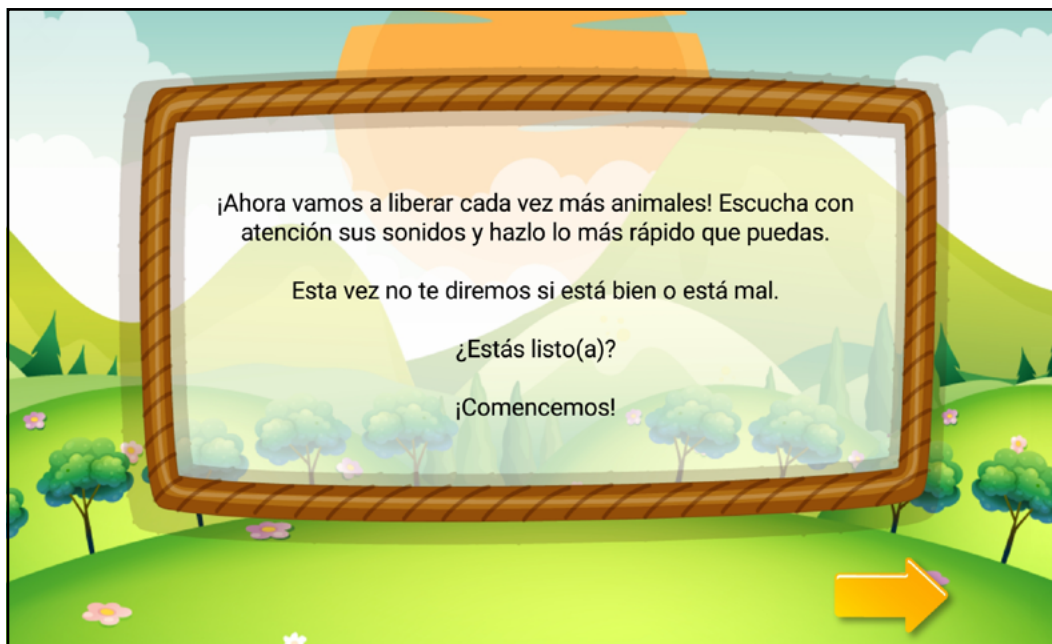 ¡Ahora vamos a liberar cada vez más animales! Escucha con
atención sus sonidos y hazlo lo más rápido que puedas.
Esta vez no te diremos si está bien o está mal.
¿Estás listo(a)?
¡Comencemos!